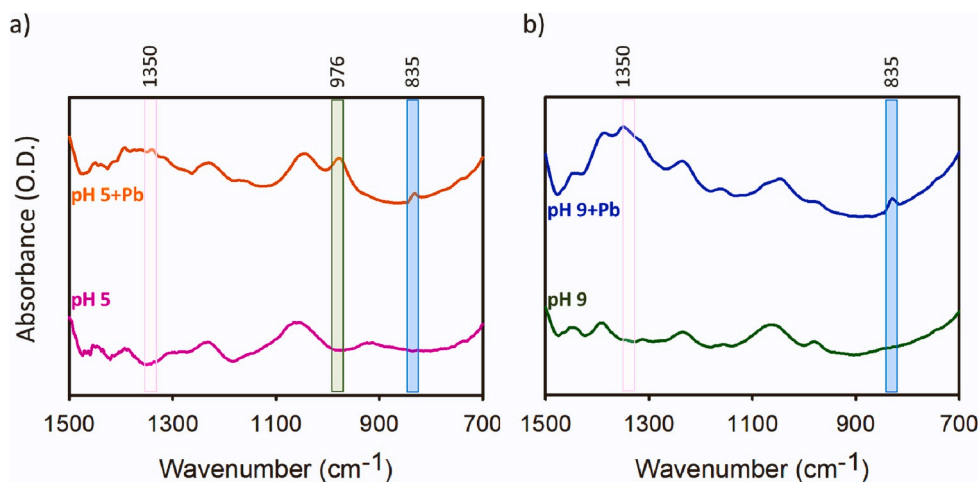 a)
1350
976
835
pH 5+Pb
pH 5
Absorbance (O.D.)
1500 1300 1100 900 700
Wavenumber (cm⁻¹)
b)
1350
835
pH 9+Pb
pH 9
1500 1300 1100 900 700
Wavenumber (cm⁻¹)